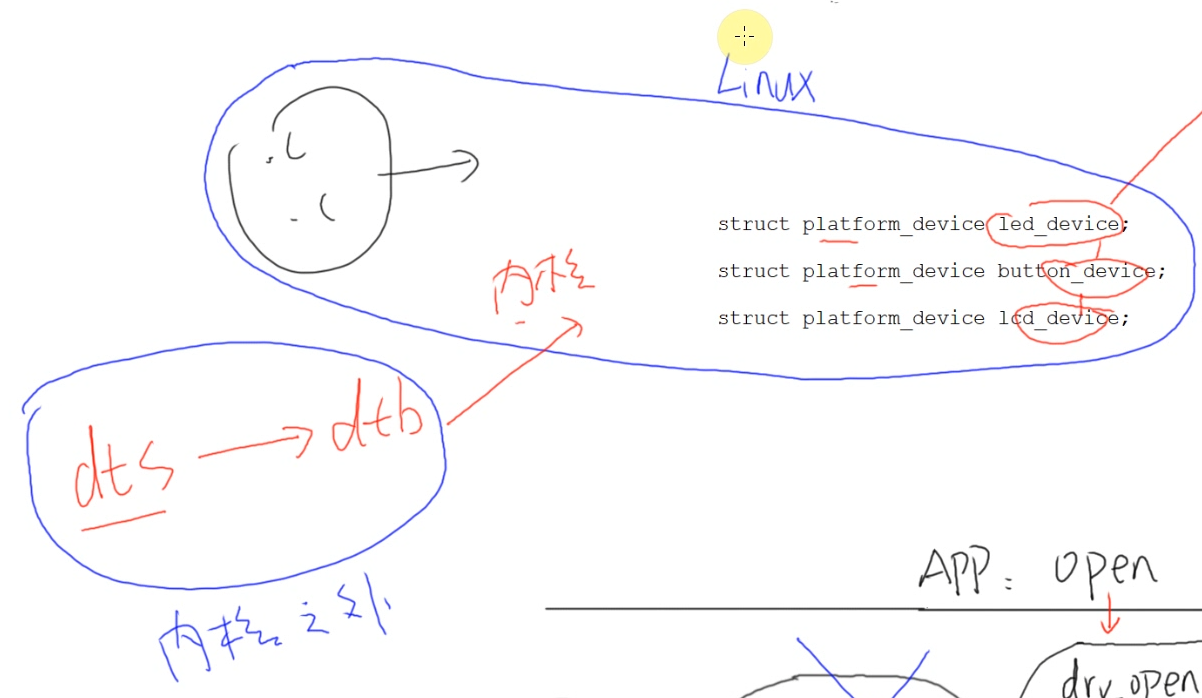 Linux
.c
.c
struct platform_device led_device;
struct platform_device button_device;
struct platform_device lcd_device;
内核
dts → dtb
内核之外
APP: open
drv_open